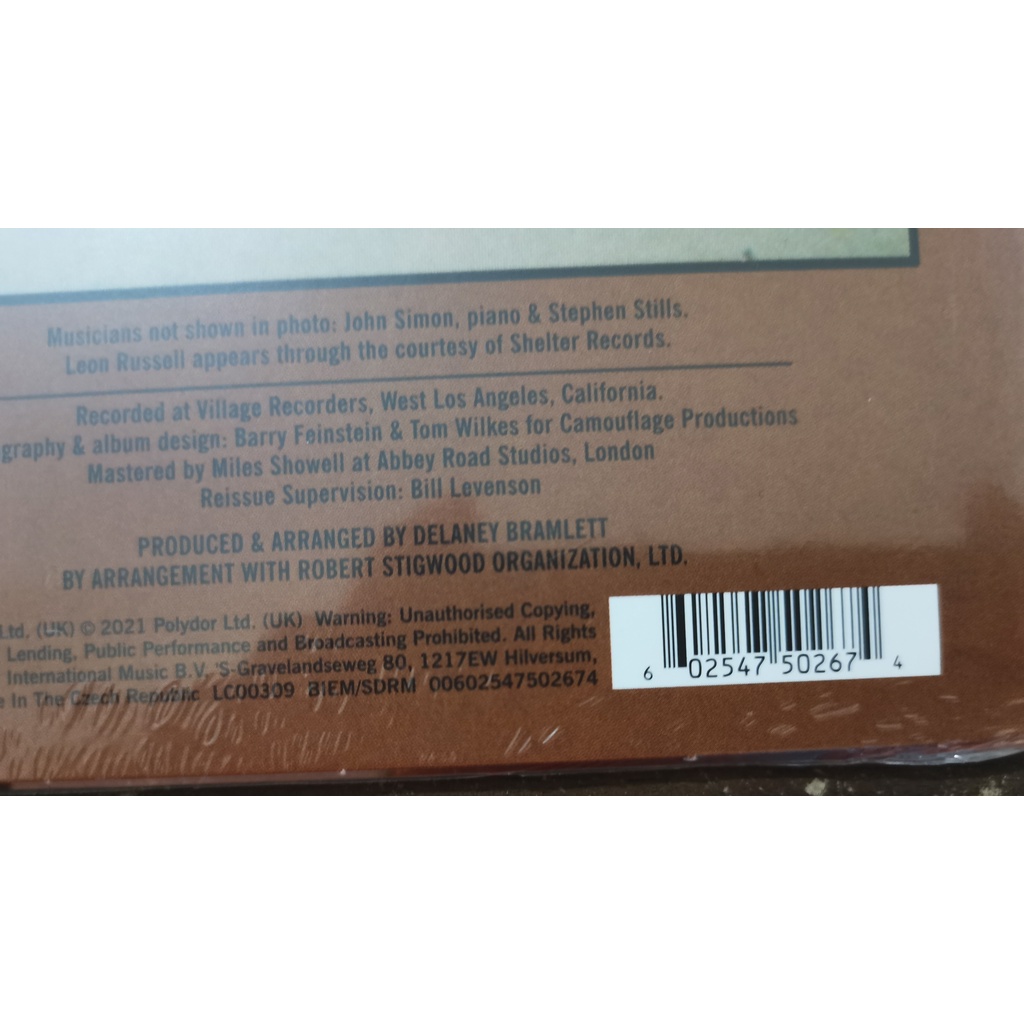 Musicians not shown in photo: John Simon, piano & Stephen Stills.
Leon Russell appears through the courtesy of Shelter Records.
Recorded at Village Recorders, West Los Angeles, California.
graphy & album design: Barry Feinstein & Tom Wilkes for Camouflage Productions
Mastered by Miles Showell at Abbey Road Studios, London
Reissue Supervision: Bill Levenson
PRODUCED & ARRANGED BY DELANEY BRAMLETT
BY ARRANGEMENT WITH ROBERT STIGWOOD ORGANIZATION, LTD.
Ltd. (UK) © 2021 Polydor Ltd. (UK) Warning: Unauthorised Copying,
Lending, Public Performance and Broadcasting Prohibited. All Rights
International Music B.V, 'S-Gravelandseweg 80, 1217EW Hilversum,
e In The Czech Republic LC00309 BIEM/SDRM 00602547502674
6 02547 50267 4